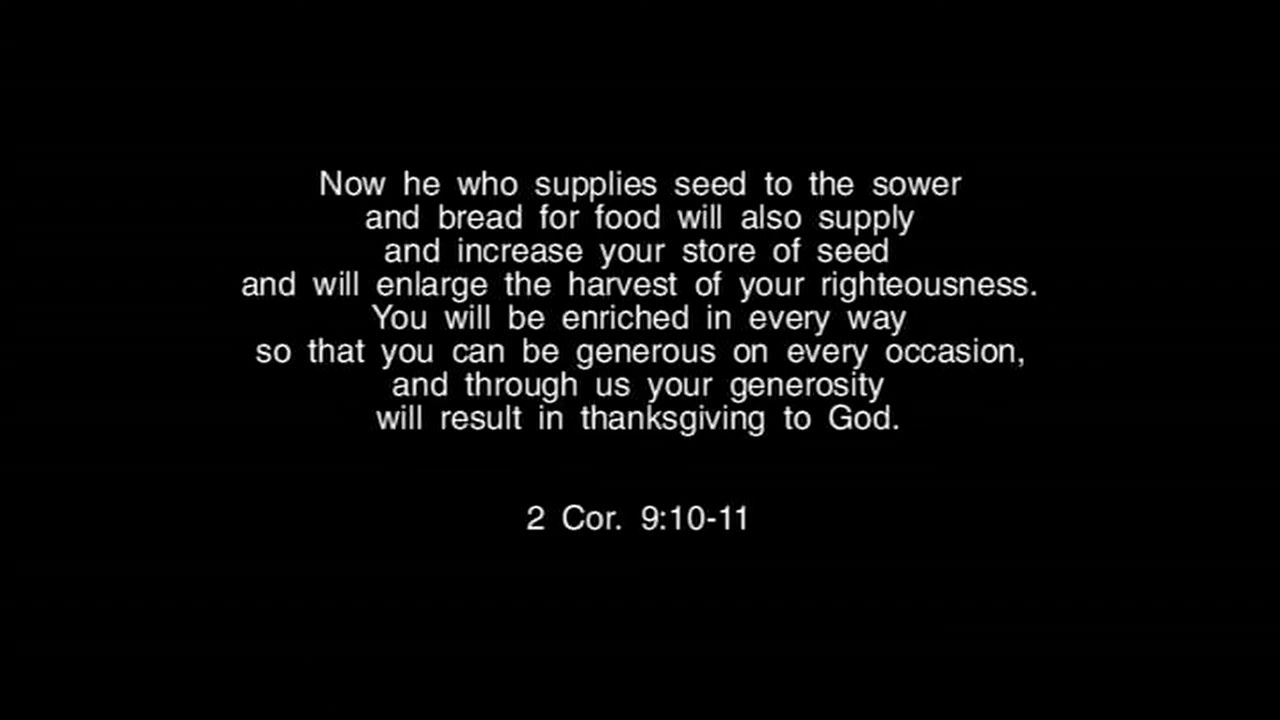 Now he who supplies seed to the sower
and bread for food will also supply
and increase your store of seed
and will enlarge the harvest of your righteousness.
You will be enriched in every way
so that you can be generous on every occasion,
and through us your generosity
will result in thanksgiving to God.
2 Cor. 9:10-11